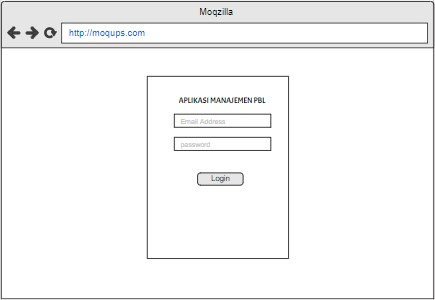 Moqzilla
http://moqups.com
APLIKASI MANAJEMEN PBL
Email Address
password
Login